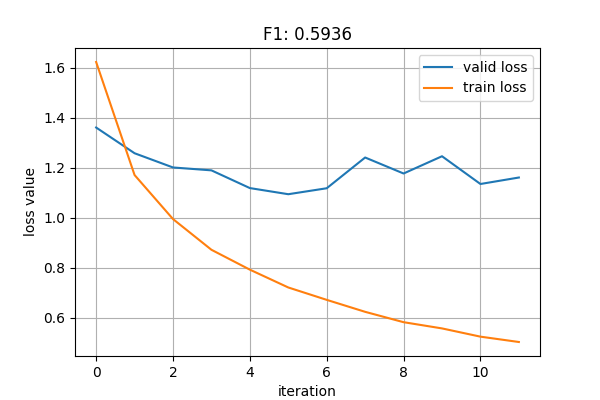 F1: 0.5936
valid loss
train loss
1.6
1.4
1.2
1.0
0.8
0.6
loss value
0 2 4 6 8 10
iteration